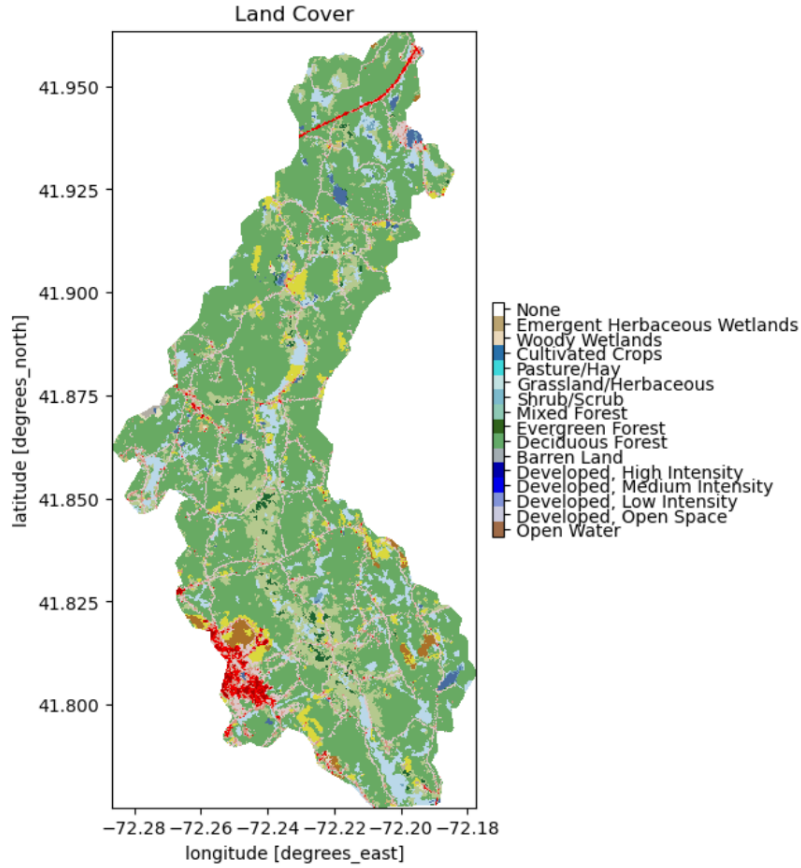 Land Cover
41.950
41.925
41.900
41.875
41.850
41.825
41.800
latitude [degrees_north]
−72.28 −72.26 −72.24 −72.22 −72.20 −72.18
longitude [degrees_east]
None
Emergent Herbaceous Wetlands
Woody Wetlands
Cultivated Crops
Pasture/Hay
Grassland/Herbaceous
Shrub/Scrub
Mixed Forest
Evergreen Forest
Deciduous Forest
Barren Land
Developed, High Intensity
Developed, Medium Intensity
Developed, Low Intensity
Developed, Open Space
Open Water